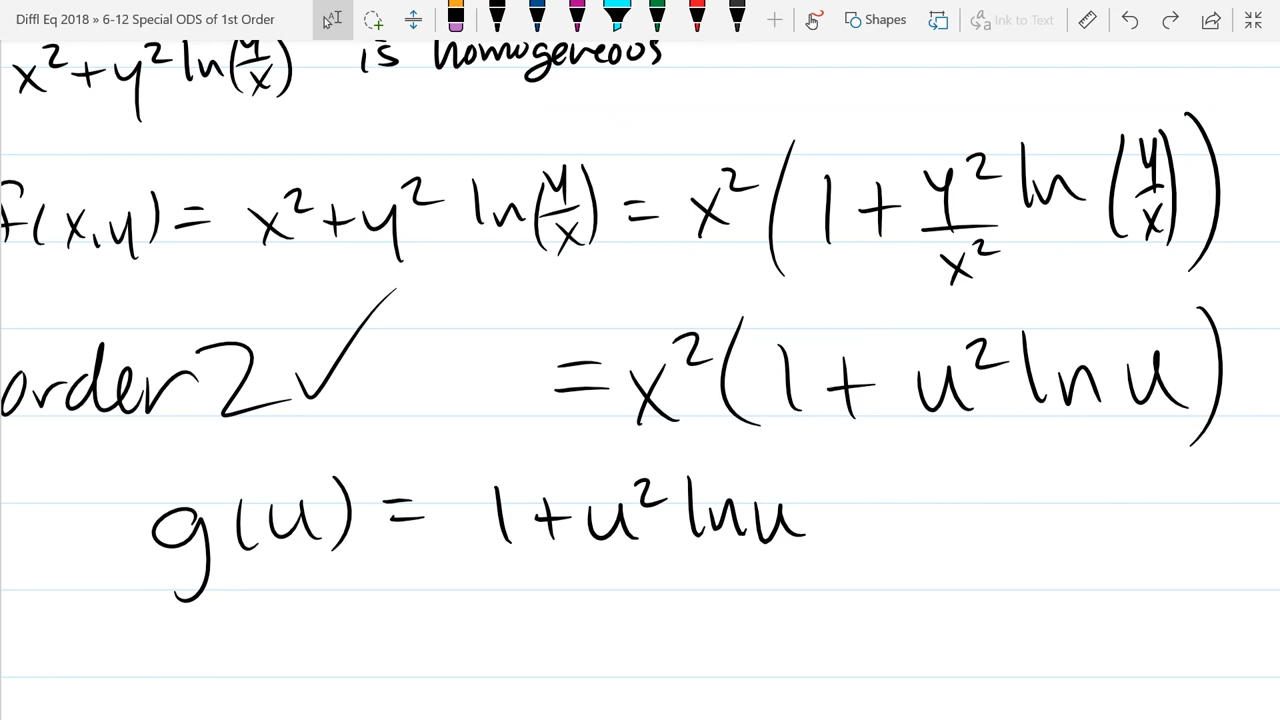 Diffl Eq 2018 » 6-12 Special ODS of 1st Order
Shapes
Ink to Text
x² + y² ln(y/x) is homogeneous
f(x,y) = x² + y² ln(y/x) = x² (1 + y²/x² ln(y/x))
order 2 ✓ = x² (1 + u² ln u)
g(u) = 1 + u² ln u